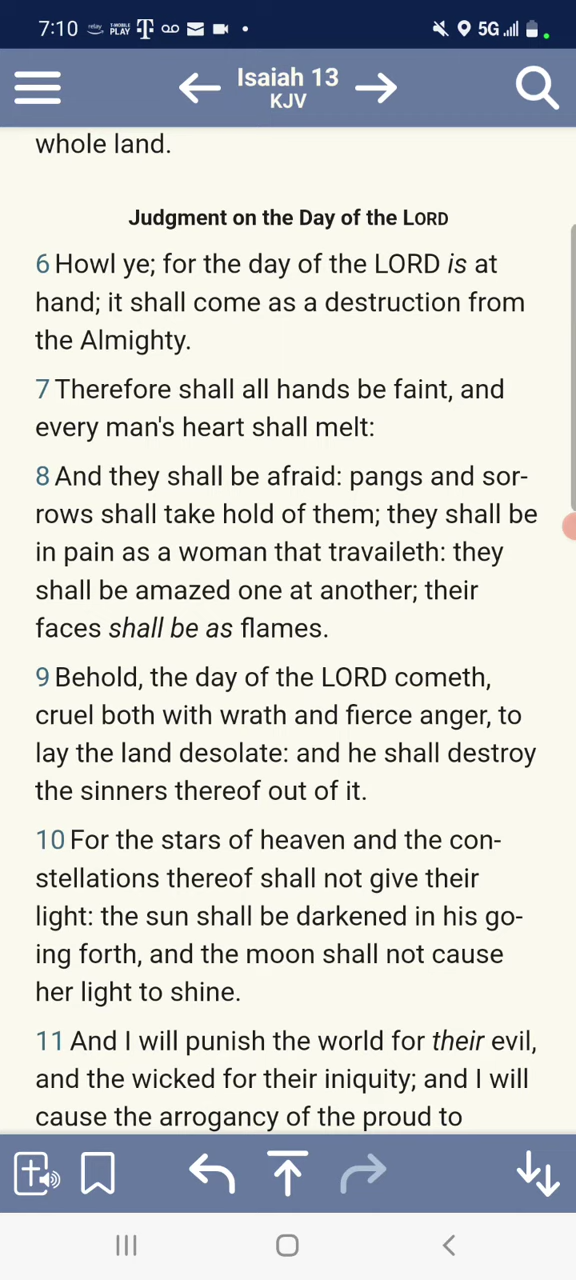 7:10 relay T-MOBILE PLAY T 5G
Isaiah 13
KJV
whole land.
Judgment on the Day of the LORD
6 Howl ye; for the day of the LORD is at
hand; it shall come as a destruction from
the Almighty.
7 Therefore shall all hands be faint, and
every man's heart shall melt:
8 And they shall be afraid: pangs and sor-
rows shall take hold of them; they shall be
in pain as a woman that travaileth: they
shall be amazed one at another; their
faces shall be as flames.
9 Behold, the day of the LORD cometh,
cruel both with wrath and fierce anger, to
lay the land desolate: and he shall destroy
the sinners thereof out of it.
10 For the stars of heaven and the con-
stellations thereof shall not give their
light: the sun shall be darkened in his go-
ing forth, and the moon shall not cause
her light to shine.
11 And I will punish the world for their evil,
and the wicked for their iniquity; and I will
cause the arrogancy of the proud to